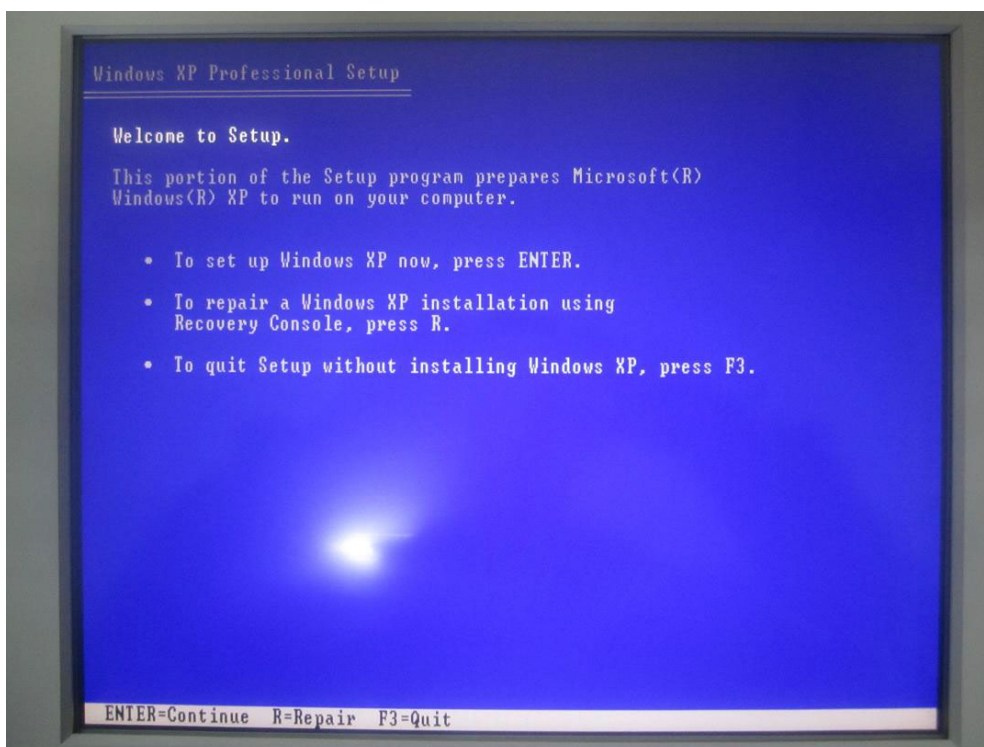 Windows XP Professional Setup
Welcome to Setup.
This portion of the Setup program prepares Microsoft(R)
Windows(R) XP to run on your computer.
• To set up Windows XP now, press ENTER.
• To repair a Windows XP installation using
Recovery Console, press R.
• To quit Setup without installing Windows XP, press F3.
ENTER=Continue R=Repair F3=Quit